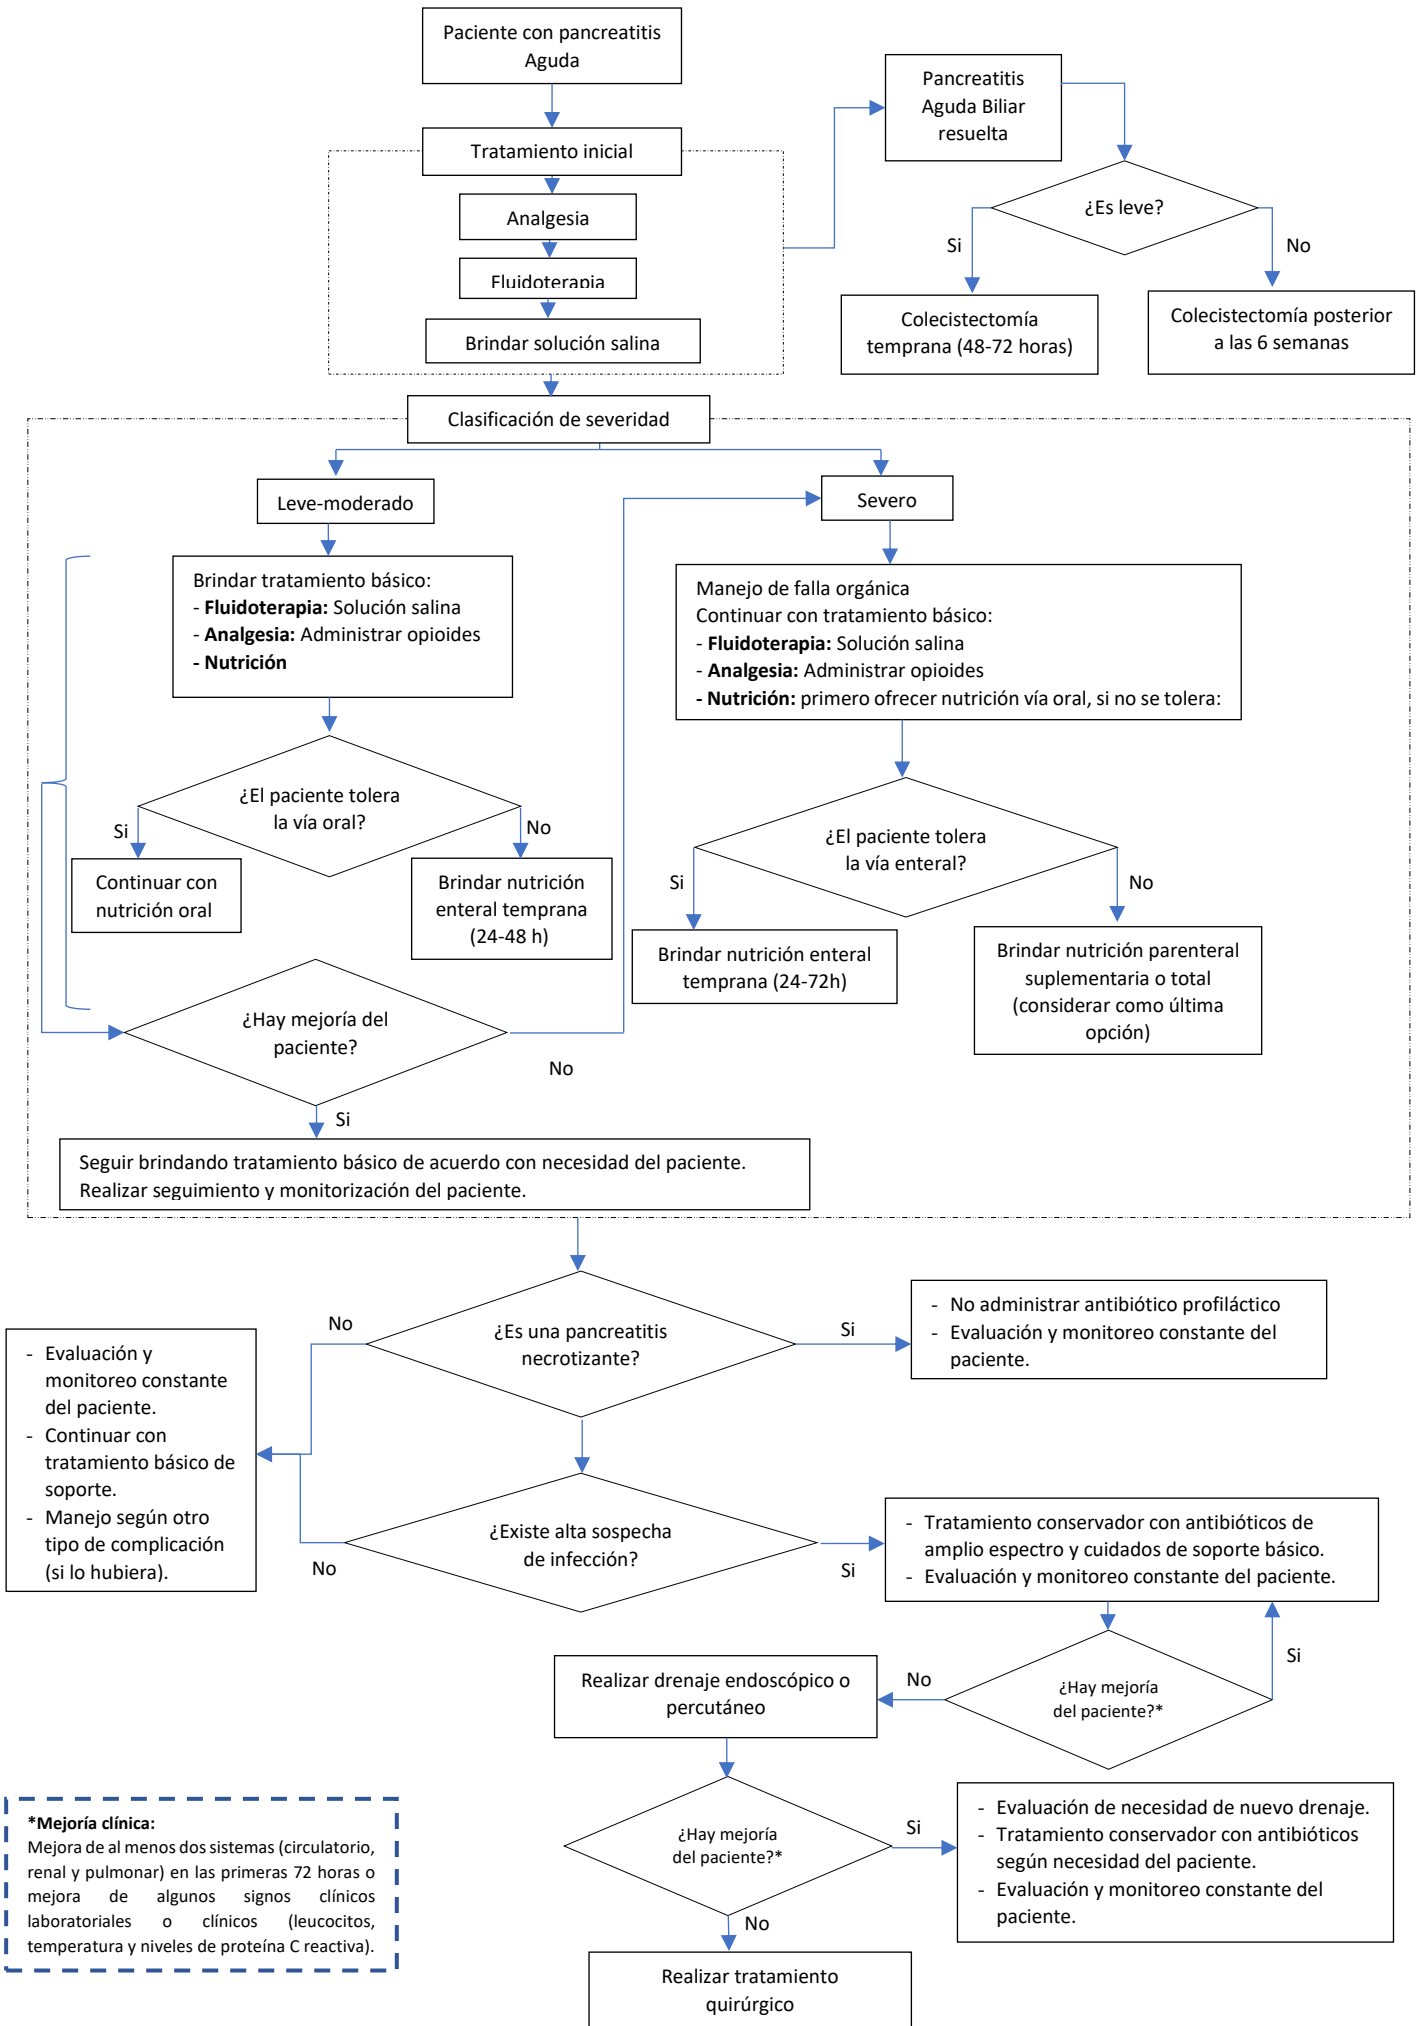 Paciente con pancreatitis
Aguda
Pancreatitis
Aguda Biliar
resuelta
Tratamiento inicial
Analgesia
Fluidoterapia
Brindar solución salina
¿Es leve?
Si
No
Colecistectomía
temprana (48-72 horas)
Colecistectomía posterior
a las 6 semanas
Clasificación de severidad
Leve-moderado
Severo
Brindar tratamiento básico:
- Fluidoterapia: Solución salina
- Analgesia: Administrar opioides
- Nutrición
Manejo de falla orgánica
Continuar con tratamiento básico:
- Fluidoterapia: Solución salina
- Analgesia: Administrar opioides
- Nutrición: primero ofrecer nutrición vía oral, si no se tolera:
¿El paciente tolera
la vía oral?
Si
No
Continuar con
nutrición oral
Brindar nutrición
enteral temprana
(24-48 h)
¿El paciente tolera
la vía enteral?
Si
No
Brindar nutrición enteral
temprana (24-72h)
Brindar nutrición parenteral
suplementaria o total
(considerar como última
opción)
¿Hay mejoría del
paciente?
No
Si
Seguir brindando tratamiento básico de acuerdo con necesidad del paciente.
Realizar seguimiento y monitorización del paciente.
¿Es una pancreatitis
necrotizante?
No
Si
- No administrar antibiótico profiláctico
- Evaluación y monitoreo constante del
paciente.
- Evaluación y
monitoreo constante
del paciente.
- Continuar con
tratamiento básico de
soporte.
- Manejo según otro
tipo de complicación
(si lo hubiera).
¿Existe alta sospecha
de infección?
No
Si
- Tratamiento conservador con antibióticos de
amplio espectro y cuidados de soporte básico.
- Evaluación y monitoreo constante del paciente.
¿Hay mejoría
del paciente?*
Si
No
Realizar drenaje endoscópico o
percutáneo
¿Hay mejoría
del paciente?*
Si
No
- Evaluación de necesidad de nuevo drenaje.
- Tratamiento conservador con antibióticos
según necesidad del paciente.
- Evaluación y monitoreo constante del
paciente.
Realizar tratamiento
quirúrgico
*Mejoría clínica:
Mejora de al menos dos sistemas (circulatorio,
renal y pulmonar) en las primeras 72 horas o
mejora de algunos signos clínicos
laboratoriales o clínicos (leucocitos,
temperatura y niveles de proteína C reactiva).